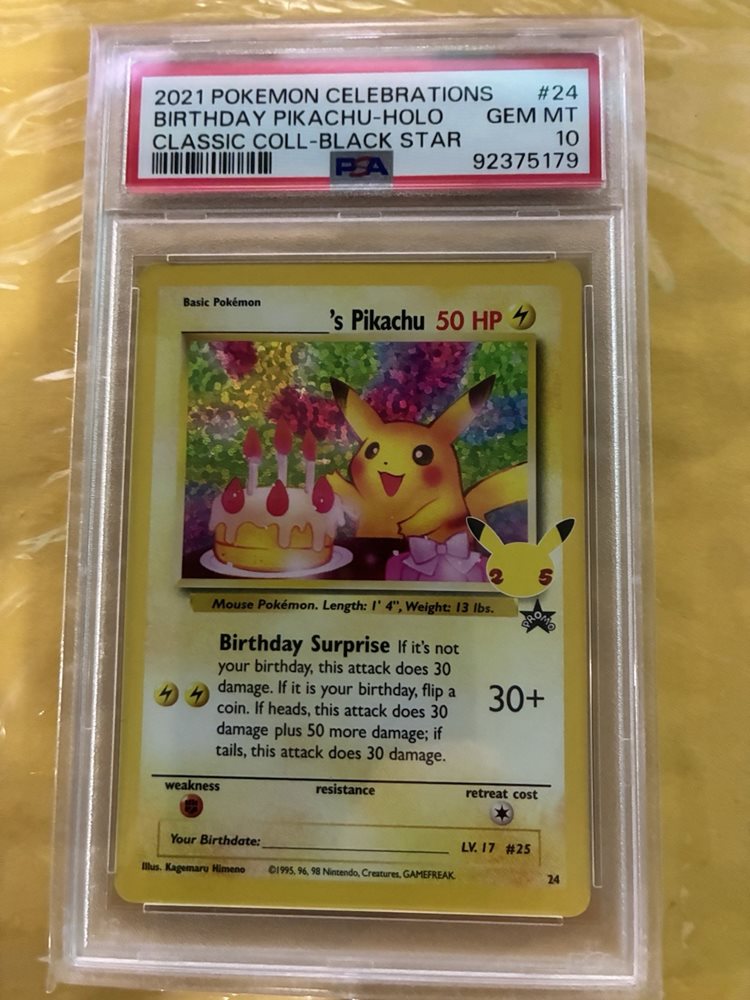 2021 POKEMON CELEBRATIONS #24
BIRTHDAY PIKACHU-HOLO GEM MT
CLASSIC COLL-BLACK STAR 10
PSA 92375179
Basic Pokémon
's Pikachu 50 HP
2 5
Mouse Pokémon. Length: 1' 4", Weight: 13 lbs.
PROMO
Birthday Surprise If it's not
your birthday, this attack does 30
damage. If it is your birthday, flip a
coin. If heads, this attack does 30
damage plus 50 more damage; if
tails, this attack does 30 damage.
30+
weakness resistance retreat cost
Your Birthdate: LV. 17 #25
Illus. Kagemaru Himeno ©1995, 96, 98 Nintendo, Creatures, GAMEFREAK. 24